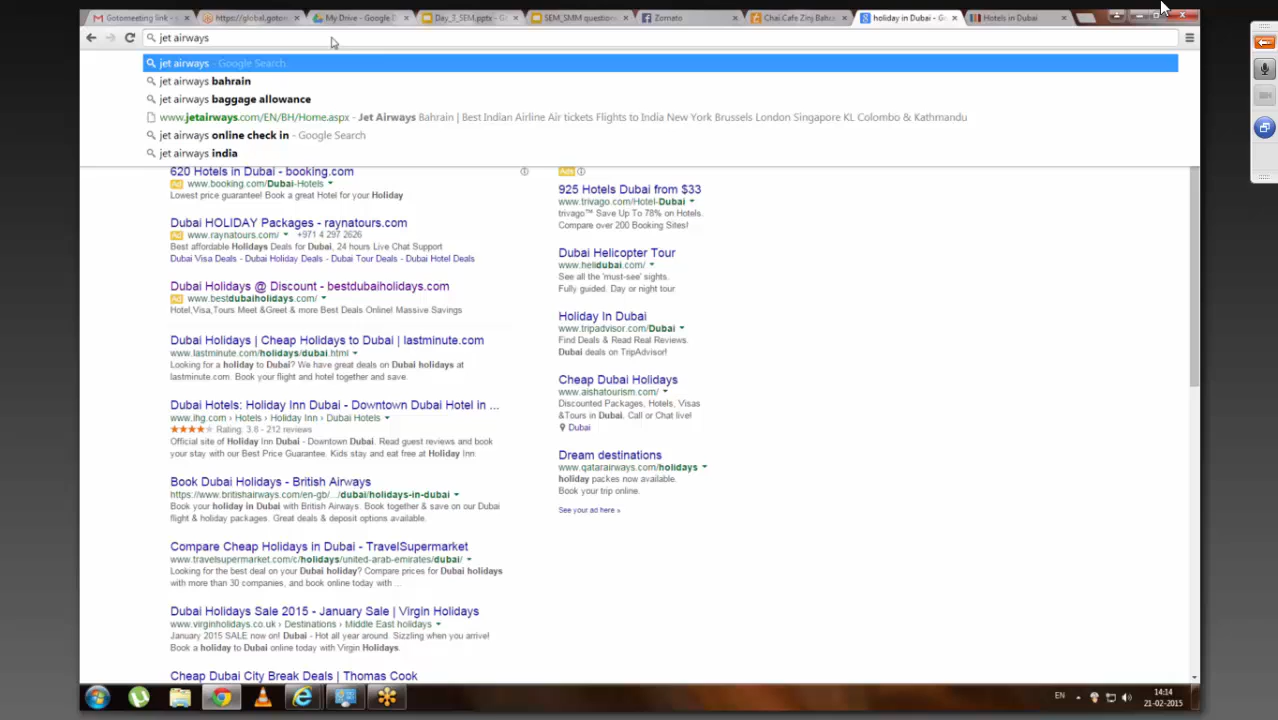 Gotomeeting link -
https://global.gotow
My Drive - Google D
Day_3_SEM.pptx - G
SEM_SMM question
Zomato
Chai Cafe Zinj Bahr
holiday in Dubai - G
Hotels in Dubai
jet airways
jet airways - Google Search
jet airways bahrain
jet airways baggage allowance
www.jetairways.com/EN/BH/Home.aspx - Jet Airways Bahrain | Best Indian Airline Air tickets Flights to India New York Brussels London Singapore KL Colombo & Kathmandu
jet airways online check in - Google Search
jet airways india
620 Hotels in Dubai - booking.com
Ad www.booking.com/Dubai-Hotels
Lowest price guarantee! Book a great Hotel for your Holiday
Dubai HOLIDAY Packages - raynatours.com
Ad www.raynatours.com/ +971 4 297 2626
Best affordable Holidays Deals for Dubai, 24 hours Live Chat Support
Dubai Visa Deals - Dubai Holiday Deals - Dubai Tour Deals - Dubai Hotel Deals
Dubai Holidays @ Discount - bestdubaiholidays.com
Ad www.bestdubaiholidays.com/
Hotel,Visa,Tours Meet &Greet & more Best Deals Online! Massive Savings
Dubai Holidays | Cheap Holidays to Dubai | lastminute.com
www.lastminute.com/holidays/dubai.html
Looking for a holiday to Dubai? We have great deals on Dubai holidays at
lastminute.com. Book your flight and hotel together and save.
Dubai Hotels: Holiday Inn Dubai - Downtown Dubai Hotel in ...
www.ihg.com › Hotels › Holiday Inn › Dubai Hotels
Rating: 3.8 - 212 reviews
Official site of Holiday Inn Dubai - Downtown Dubai. Read guest reviews and book
your stay with our Best Price Guarantee. Kids stay and eat free at Holiday Inn.
Book Dubai Holidays - British Airways
https://www.britishairways.com/en-gb/.../dubai/holidays-in-dubai
Book your holiday in Dubai with British Airways. Book together & save on our Dubai
flight & holiday packages. Great deals & deposit options available.
Compare Cheap Holidays in Dubai - TravelSupermarket
www.travelsupermarket.com/c/holidays/united-arab-emirates/dubai/
Looking for the best deal on your Dubai holiday? Compare prices for Dubai holidays
with more than 30 companies, and book online today with ...
Dubai Holidays Sale 2015 - January Sale | Virgin Holidays
www.virginholidays.co.uk › Destinations › Middle East holidays
January 2015 SALE now on! Dubai - Hot all year around. Sizzling when you arrive!
Book a holiday to Dubai online today with Virgin Holidays.
Cheap Dubai City Break Deals | Thomas Cook
Ads
925 Hotels Dubai from $33
www.trivago.com/Hotel-Dubai
trivago™ Save Up To 78% on Hotels.
Compare over 200 Booking Sites!
Dubai Helicopter Tour
www.helidubai.com/
See all the 'must-see' sights.
Fully guided. Day or night tour
Holiday In Dubai
www.tripadvisor.com/Dubai
Find Deals & Read Real Reviews.
Dubai deals on TripAdvisor!
Cheap Dubai Holidays
www.aishatourism.com/
Discounted Packages, Hotels, Visas
&Tours in Dubai. Call or Chat live!
Dubai
Dream destinations
www.qatarairways.com/holidays
holiday packes now available.
Book your trip online.
See your ad here »
EN
14:14
21-02-2015